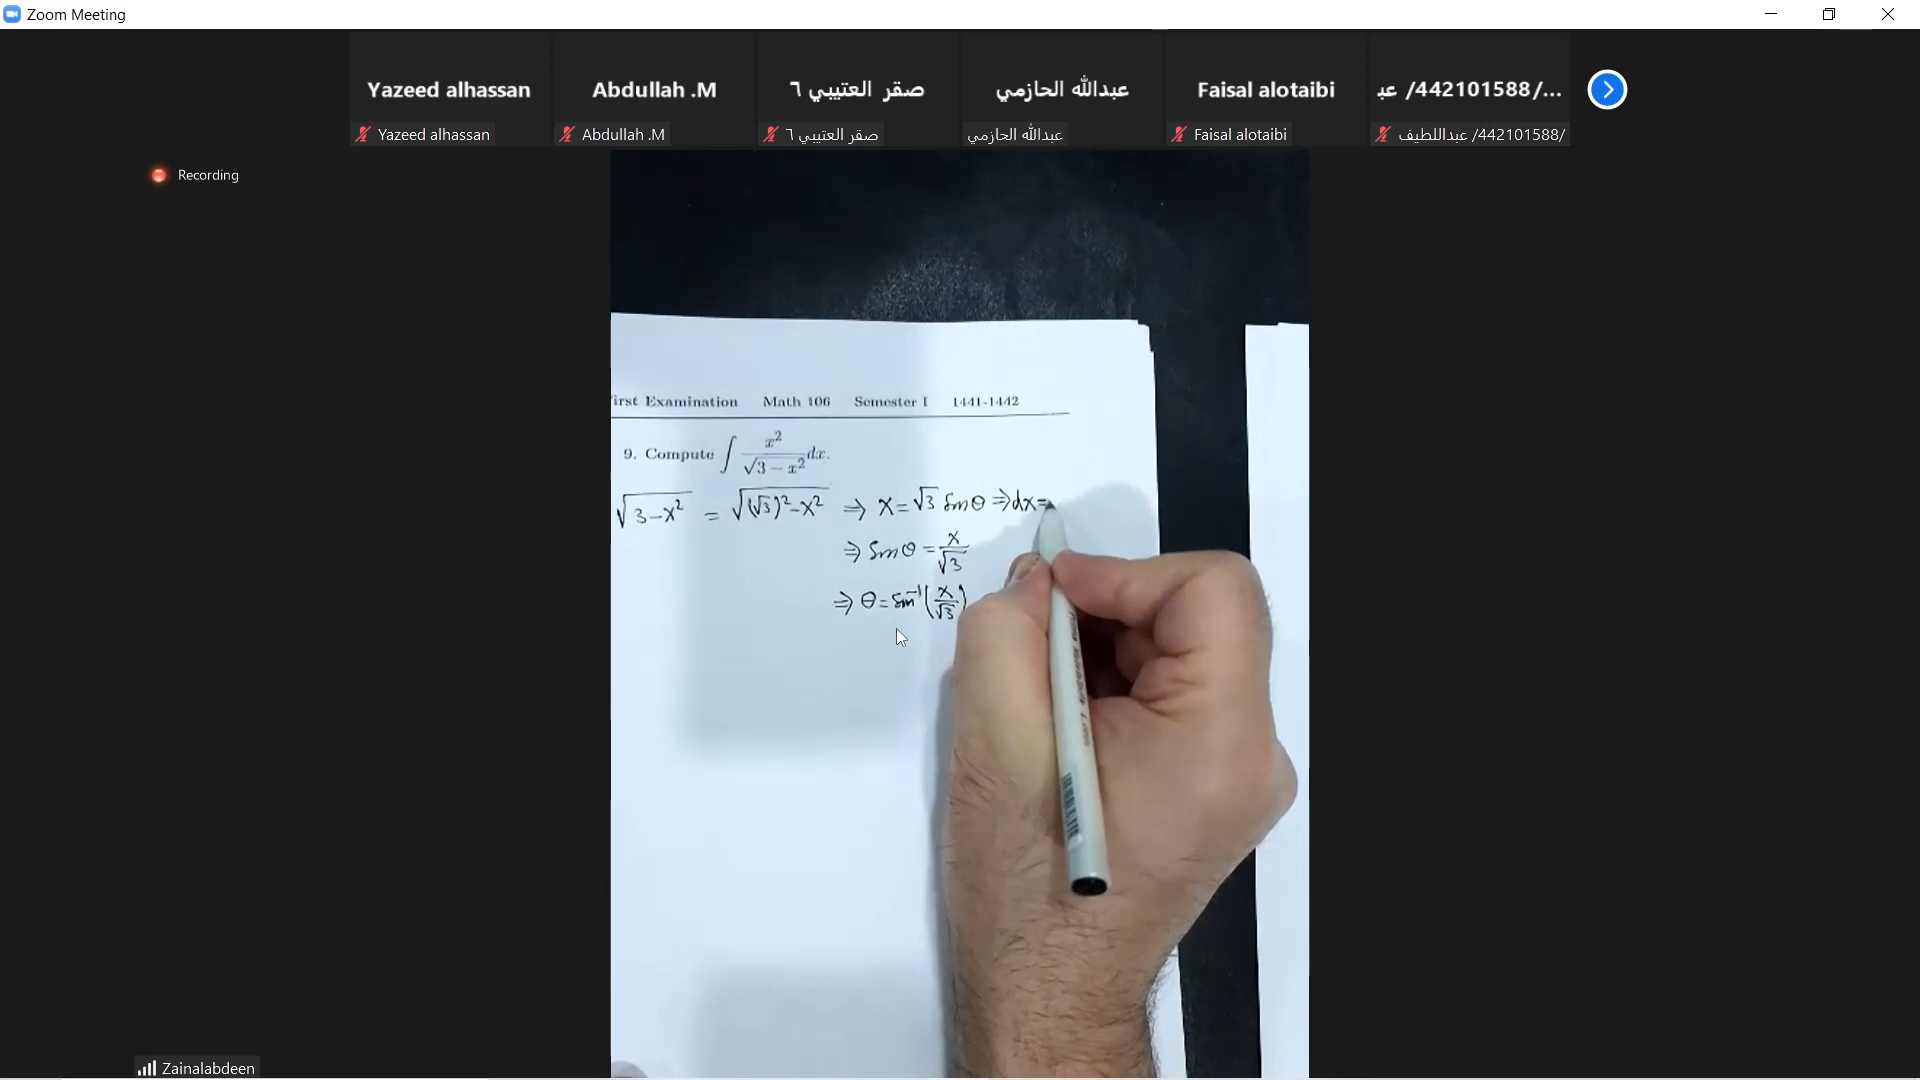 Zoom Meeting
Yazeed alhassan
Abdullah .M
صقر العتيبي ٦
عبدالله الحازمي
Faisal alotaibi
عبـ /442101588/...
Yazeed alhassan
Abdullah .M
صقر العتيبي ٦
عبدالله الحازمي
Faisal alotaibi
عبداللطيف /442101588/
Recording
irst Examination Math 106 Semester I 1441-1442
9. Compute ∫ x²/√(3 − x²) dx.
√(3−x²) = √((√3)²−x²) ⇒ x = √3 Sinθ ⇒ dx =
⇒ Sinθ = x/√3
⇒ θ = Sin⁻¹(x/√3)
Zainalabdeen